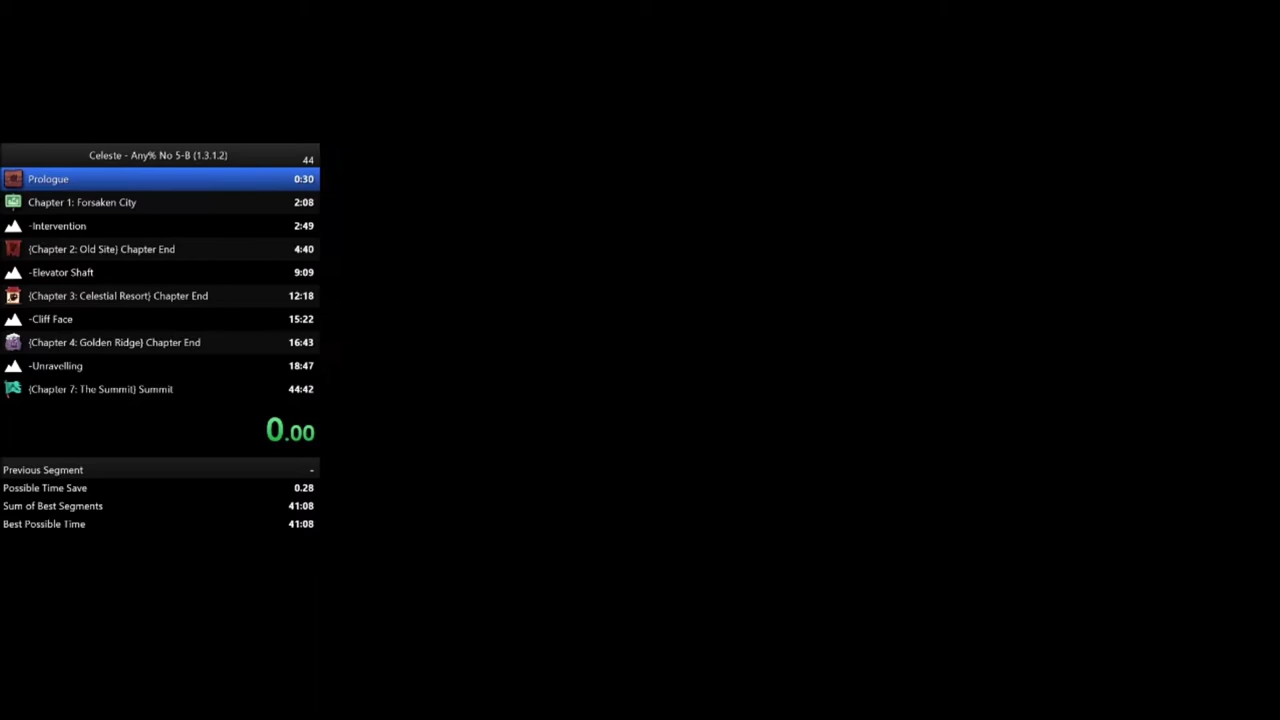 Celeste - Any% No 5-B (1.3.1.2)
44
Prologue 0:30
Chapter 1: Forsaken City 2:08
-Intervention 2:49
{Chapter 2: Old Site} Chapter End 4:40
-Elevator Shaft 9:09
{Chapter 3: Celestial Resort} Chapter End 12:18
-Cliff Face 15:22
{Chapter 4: Golden Ridge} Chapter End 16:43
-Unravelling 18:47
{Chapter 7: The Summit} Summit 44:42
0.00
Previous Segment -
Possible Time Save 0.28
Sum of Best Segments 41:08
Best Possible Time 41:08